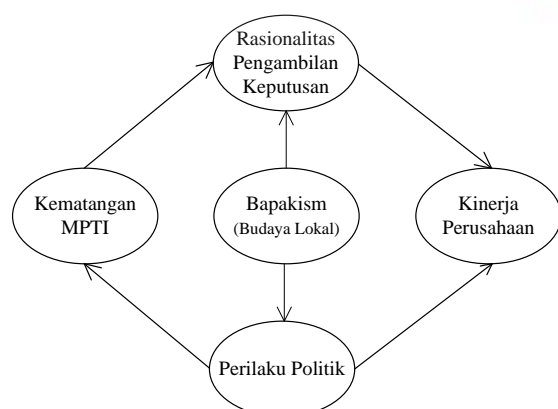 Rasionalitas
Pengambilan
Keputusan
Kematangan
MPTI
Bapakism
(Budaya Lokal)
Kinerja
Perusahaan
Perilaku Politik